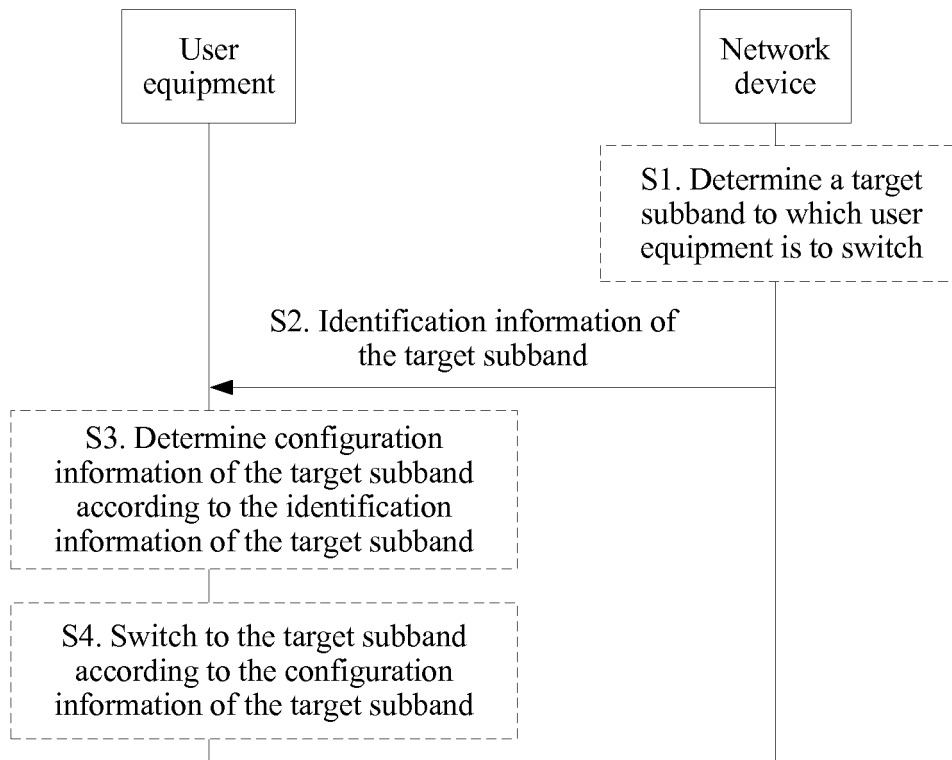 User
equipment
Network
device
S1. Determine a target
subband to which user
equipment is to switch
S2. Identification information of
the target subband
S3. Determine configuration
information of the target subband
according to the identification
information of the target subband
S4. Switch to the target subband
according to the configuration
information of the target subband